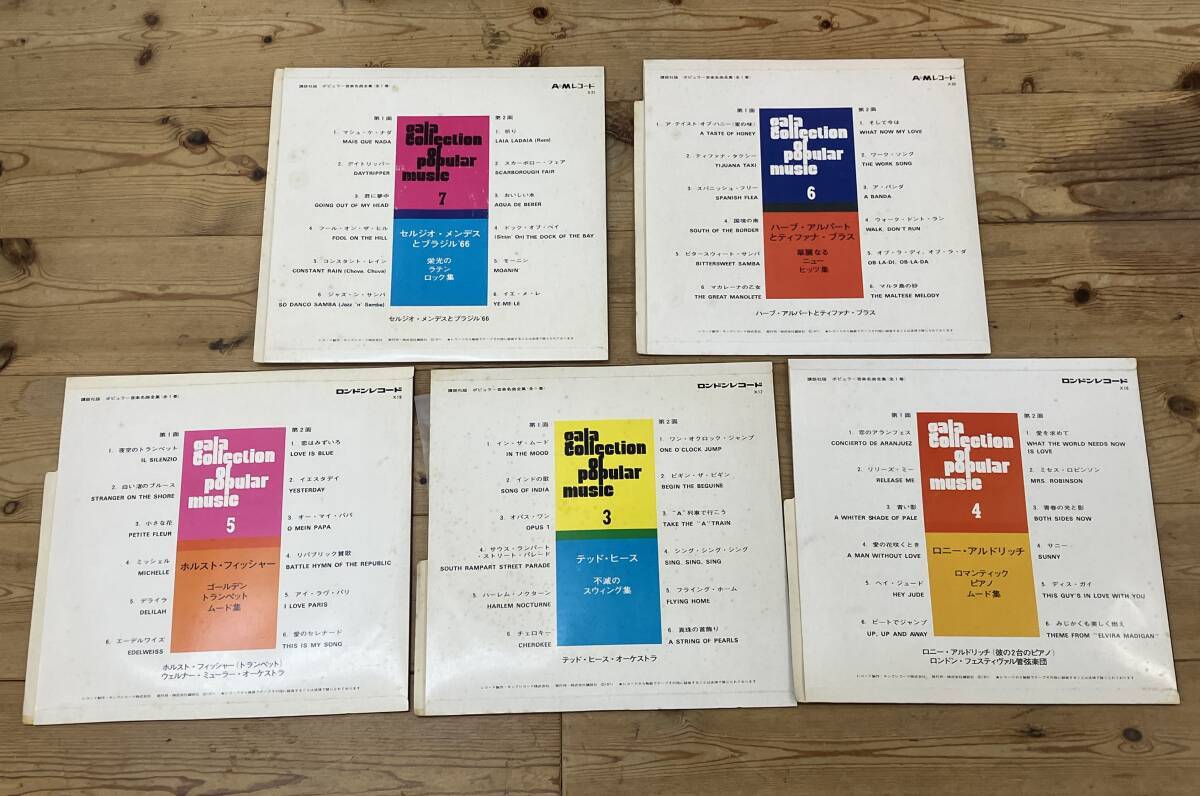 講談社版 ポピュラー音楽名曲全集(全1巻)
A&Mレコード
第1面
第2面
1. マシュ・ケ・ナダ
MAIS QUE NADA
2. デイトリッパー
DAYTRIPPER
3. 君に夢中
GOING OUT OF MY HEAD
4. フール・オン・ザ・ヒル
FOOL ON THE HILL
5. コンスタント・レイン
CONSTANT RAIN (Chove, Chuva)
6. ジャズ・ン・サンバ
SO DANCO SAMBA (Jazz 'n' Samba)
gala
collection
of
popular
music
7
セルジオ・メンデス
とブラジル'66
栄光の
ラテン
ロック集
1. 祈り
LAIA LADAIA (Reza)
2. スカーボロー・フェア
SCARBOROUGH FAIR
3. おいしい水
AGUA DE BEBER
4. ドック・オブ・ベイ
(Sittin' On) THE DOCK OF THE BAY
5. モーニン
MOANIN'
6. イエ・メ・レ
YE-ME-LE
セルジオ・メンデスとブラジル'66
講談社版 ポピュラー音楽名曲全集(全1巻)
A&Mレコード
第1面
第2面
1. ア・テイスト・オブ・ハニー(蜜の味)
A TASTE OF HONEY
2. ティファナ・タクシー
TIJUANA TAXI
3. スパニッシュ・フリー
SPANISH FLEA
4. 国境の南
SOUTH OF THE BORDER
5. ビタースウィート・サンバ
BITTERSWEET SAMBA
6. マカレーナの乙女
THE GREAT MANOLETE
gala
collection
of
popular
music
6
ハーブ・アルパート
とティファナ・ブラス
華麗なる
ニュー
ヒッツ集
1. そして今は
WHAT NOW MY LOVE
2. ワーク・ソング
THE WORK SONG
3. ア・バンダ
A BANDA
4. ウォーク・ドント・ラン
WALK, DON'T RUN
5. オブ・ラ・ディ、オブ・ラ・ダ
OB-LA-DI, OB-LA-DA
6. マルタ島の砂
THE MALTESE MELODY
ハーブ・アルパートとティファナ・ブラス
講談社版 ポピュラー音楽名曲全集(全1巻)
ロンドンレコード
第1面
第2面
1. 夜空のトランペット
IL SILENZIO
2. 白い渚のブルース
STRANGER ON THE SHORE
3. 小さな花
PETITE FLEUR
4. ミッシェル
MICHELLE
5. デライラ
DELILAH
6. エーデルワイズ
EDELWEISS
gala
collection
of
popular
music
5
ホルスト・フィッシャー
ゴールデン
トランペット
ムード集
1. 恋はみずいろ
LOVE IS BLUE
2. イエスタデイ
YESTERDAY
3. オー・マイ・パパ
O MEIN PAPA
4. リパブリック賛歌
BATTLE HYMN OF THE REPUBLIC
5. アイ・ラヴ・パリ
I LOVE PARIS
6. 愛のセレナード
THIS IS MY SONG
ホルスト・フィッシャー(トランペット)
ウェルナー・ミューラー・オーケストラ
講談社版 ポピュラー音楽名曲全集(全1巻)
ロンドンレコード
X17
第1面
第2面
1. イン・ザ・ムード
IN THE MOOD
2. インドの歌
SONG OF INDIA
3. オパス・ワン
OPUS 1
4. サウス・ランパート
・ストリート・パレード
SOUTH RAMPART STREET PARADE
5. ハーレム・ノクターン
HARLEM NOCTURNE
6. チェロキー
CHEROKEE
gala
collection
of
popular
music
3
テッド・ヒース
不滅の
スウィング集
1. ワン・オクロック・ジャンプ
ONE O'CLOCK JUMP
2. ビギン・ザ・ビギン
BEGIN THE BEGUINE
3. "A"列車で行こう
TAKE THE "A" TRAIN
4. シング・シング・シング
SING, SING, SING
5. フライング・ホーム
FLYING HOME
6. 真珠の首飾り
A STRING OF PEARLS
テッド・ヒース・オーケストラ
講談社版 ポピュラー音楽名曲全集(全1巻)
ロンドンレコード
第1面
第2面
1. 恋のアランフェス
CONCIERTO DE ARANJUEZ
2. リリーズ・ミー
RELEASE ME
3. 青い影
A WHITER SHADE OF PALE
4. 愛の花咲くとき
A MAN WITHOUT LOVE
5. ヘイ・ジュード
HEY JUDE
6. ビートでジャンプ
UP, UP AND AWAY
gala
collection
of
popular
music
4
ロニー・アルドリッチ
ロマンティック
ピアノ
ムード集
1. 愛を求めて
WHAT THE WORLD NEEDS NOW
IS LOVE
2. ミセス・ロビンソン
MRS. ROBINSON
3. 青春の光と影
BOTH SIDES NOW
4. サニー
SUNNY
5. ディス・ガイ
THIS GUY'S IN LOVE WITH YOU
6. みじかくも美しく燃え
THEME FROM "ELVIRA MADIGAN"
ロニー・アルドリッチ(彼の2台のピアノ)
ロンドン・フェスティヴァル管弦楽団